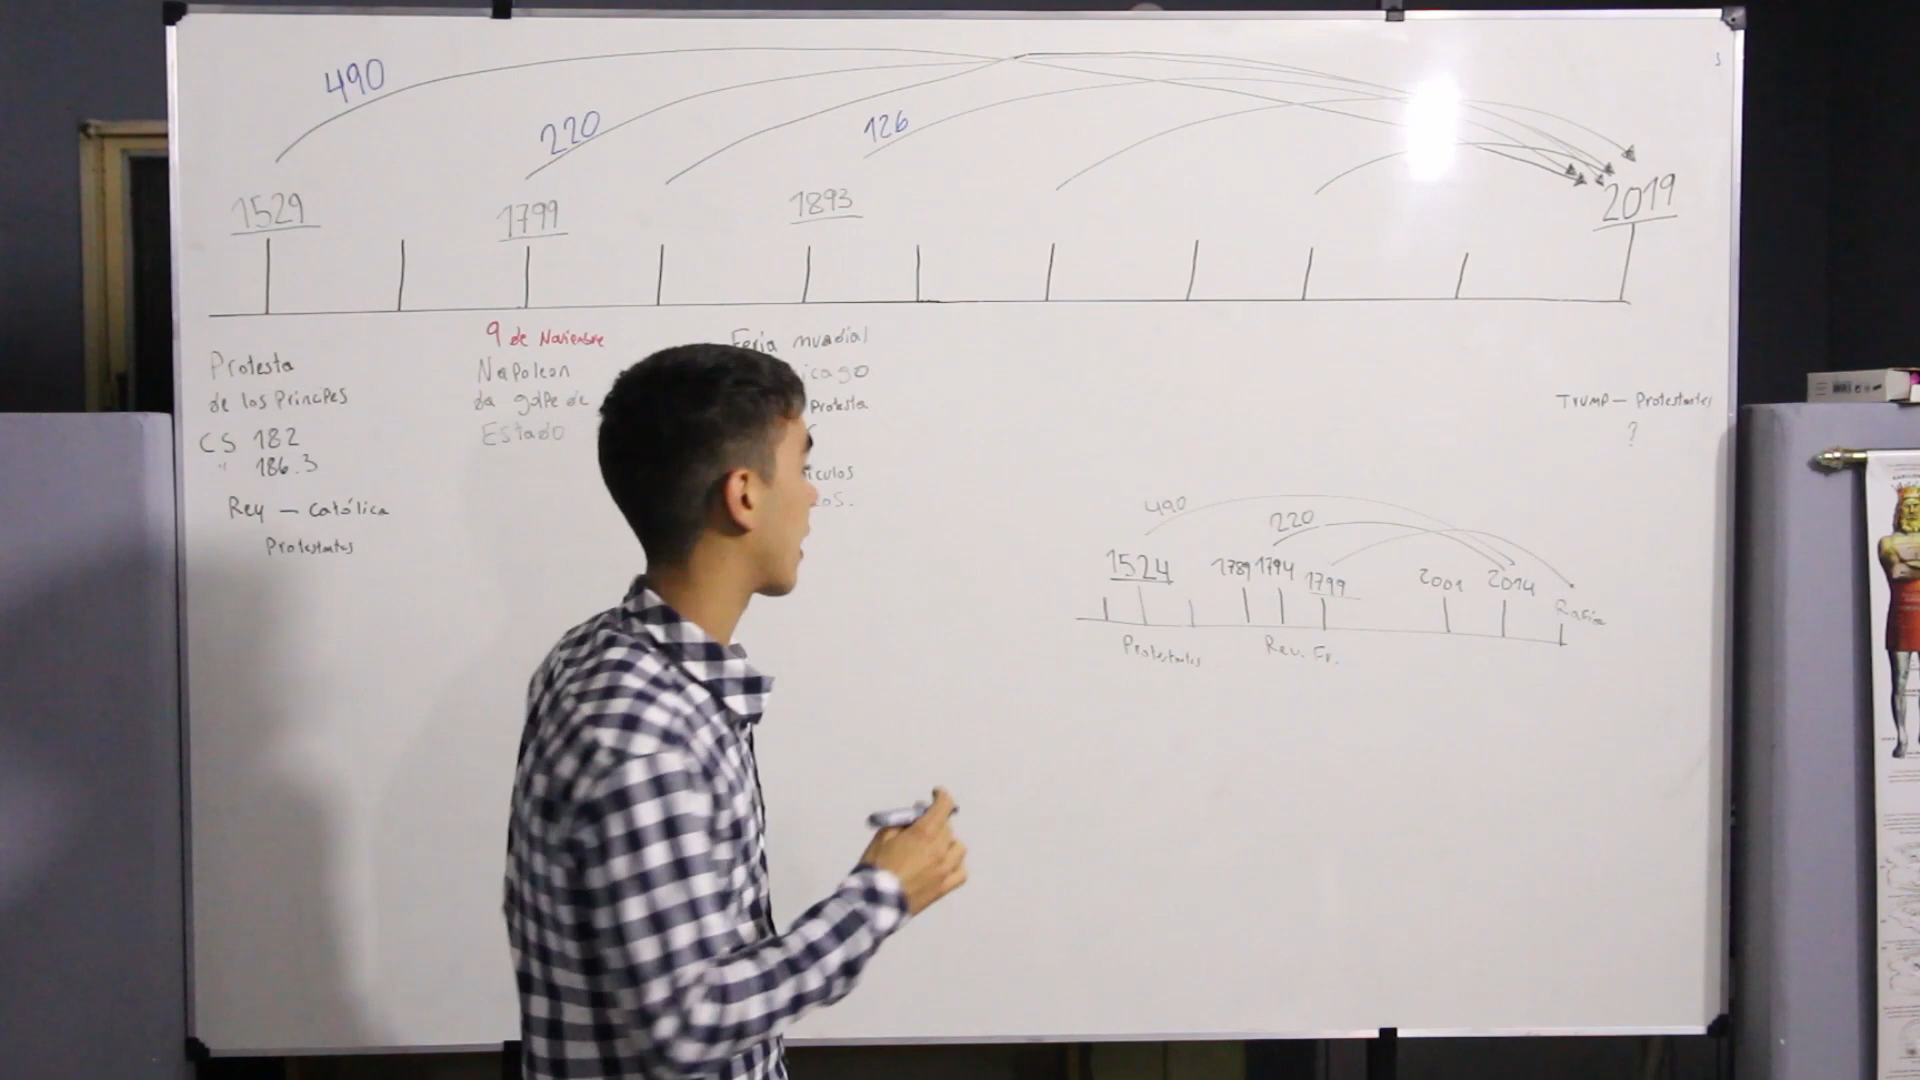 490
220
126
1529
1799
1893
2019
Protesta
de los Principes
CS 182
" 186.3
Rey - católica
Protestantes
9 de Noviembre
Napoleon
da golpe de
Estado
Feria mundial
icago
Protesta
iculos
TRUMP - Protestantes
?
490
220
1524
1789
1794
1799
2001
2014
Protestantes
Rev. Fr.